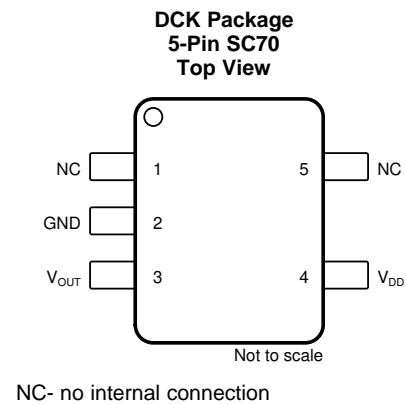 DCK Package
5-Pin SC70
Top View
NC 1 5 NC
GND 2
VOUT 3 4 VDD
Not to scale
NC- no internal connection